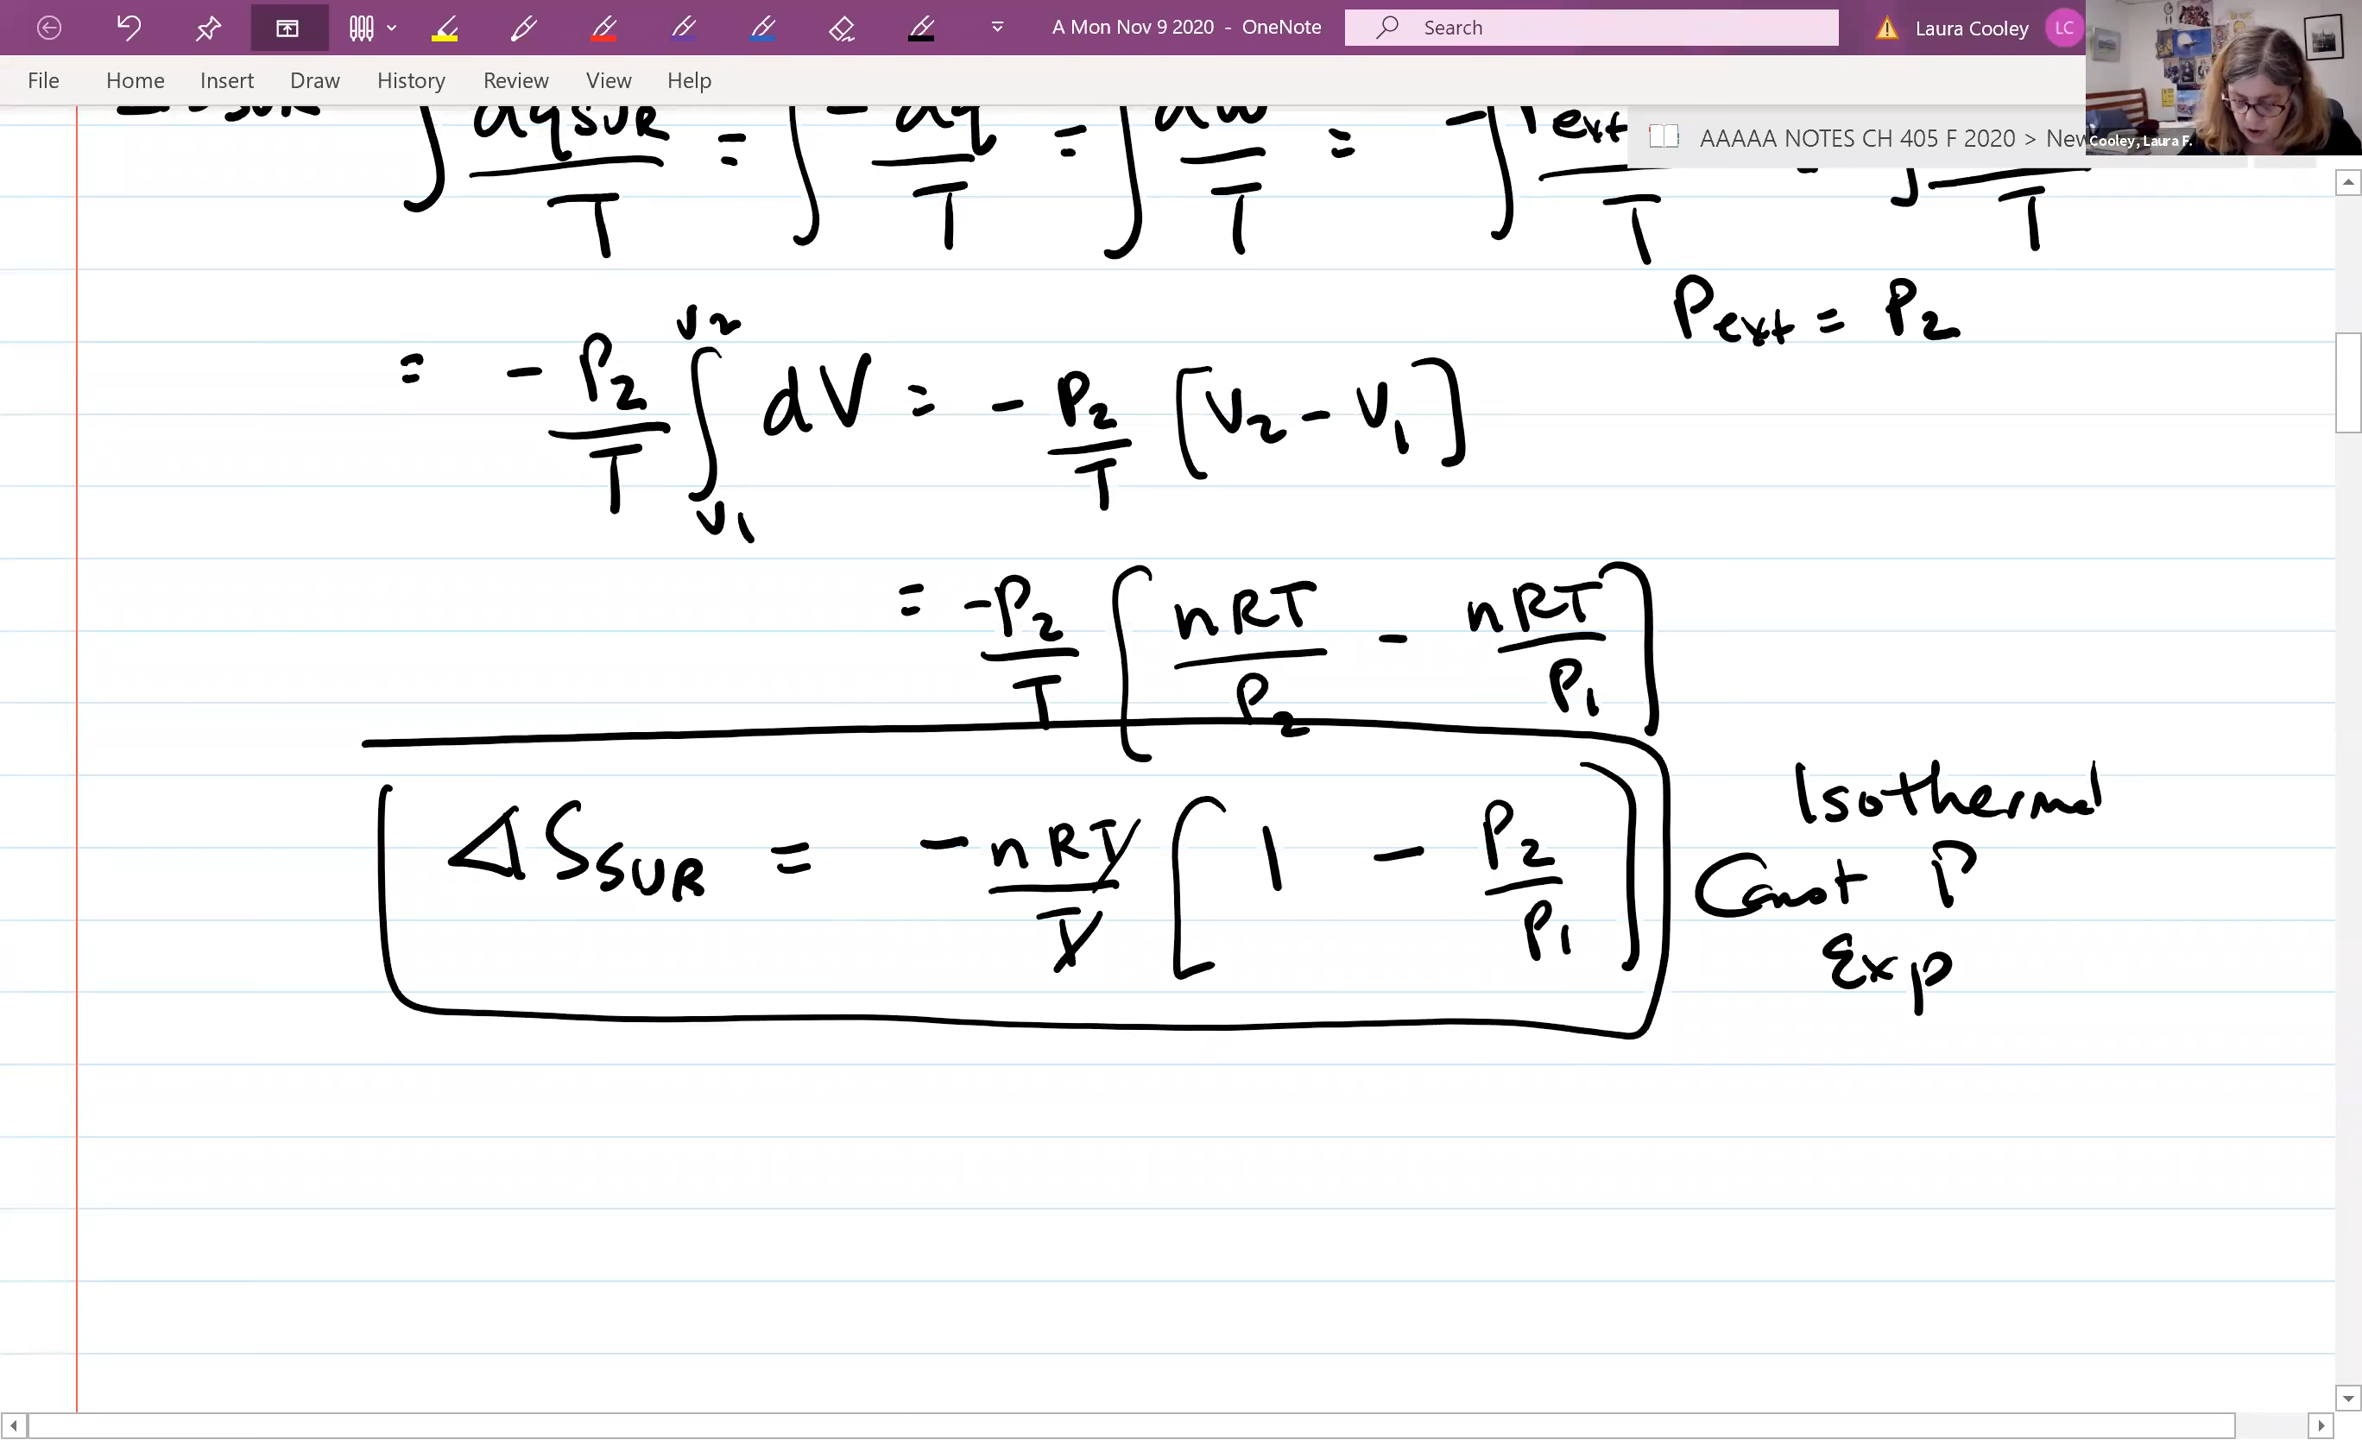 A Mon Nov 9 2020 - OneNote
Search
Laura Cooley
LC
File Home Insert Draw History Review View Help
AAAAA NOTES CH 405 F 2020 > New
Cooley, Laura F.
∫ dqSUR/T = ∫ -dq/T = ∫ dw/T = -∫ Pext/T
Pext = P2
= -P2/T ∫V1^V2 dV = -P2/T [V2 - V1]
= -P2/T [nRT/P2 - nRT/P1]
ΔSSUR = -nRT/T [1 - P2/P1]
Isothermal
Const P
Exp